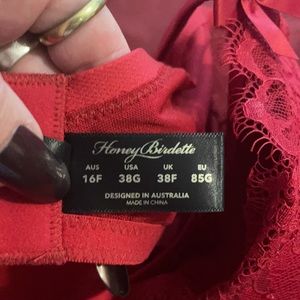 Honey Birdette
AUS USA UK EU
16F 38G 38F 85G
DESIGNED IN AUSTRALIA
MADE IN CHINA